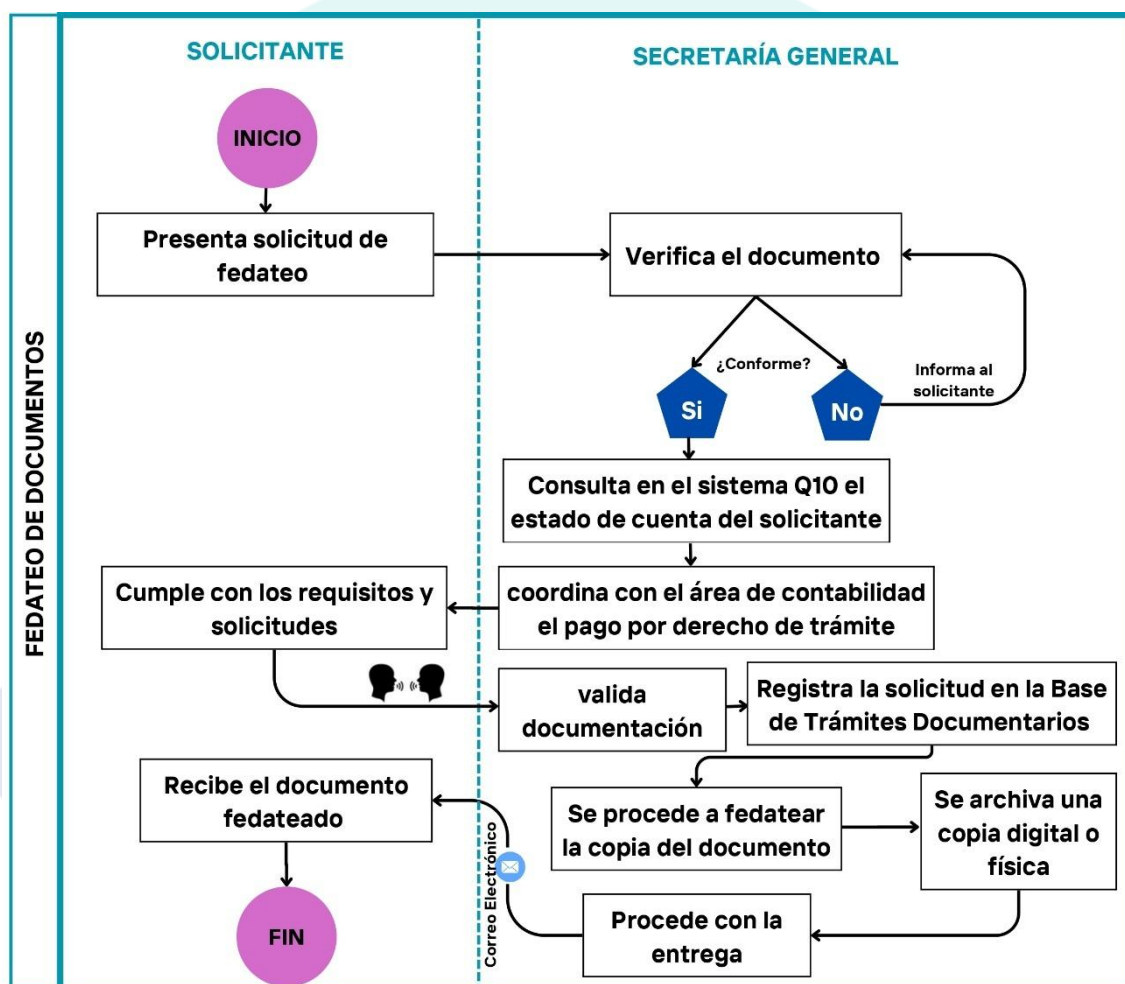 SOLICITANTE
SECRETARÍA GENERAL
FEDATEO DE DOCUMENTOS
INICIO
Presenta solicitud de
fedateo
Verifica el documento
¿Conforme?
Informa al
solicitante
Si
No
Consulta en el sistema Q10 el
estado de cuenta del solicitante
coordina con el área de contabilidad
el pago por derecho de trámite
Cumple con los requisitos y
solicitudes
valida
documentación
Registra la solicitud en la Base
de Trámites Documentarios
Se procede a fedatear
la copia del documento
Se archiva una
copia digital o
física
Procede con la
entrega
Correo Electrónico
Recibe el documento
fedateado
FIN